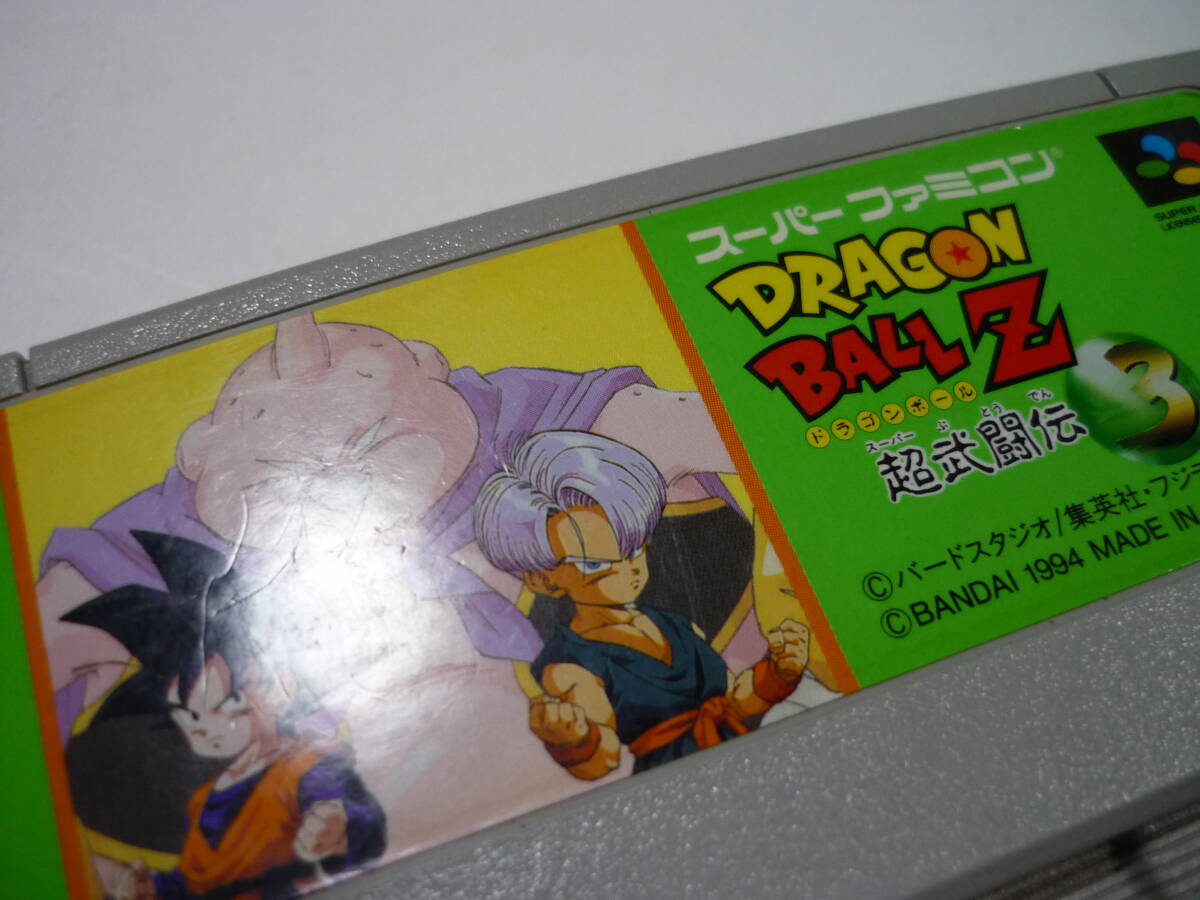 スーパーファミコン®
DRAGON
BALL Z
ドラゴンボール
スーパー ぶ とう でん
超武闘伝3
SUPER
©バードスタジオ/集英社・フジ
©BANDAI 1994 MADE IN